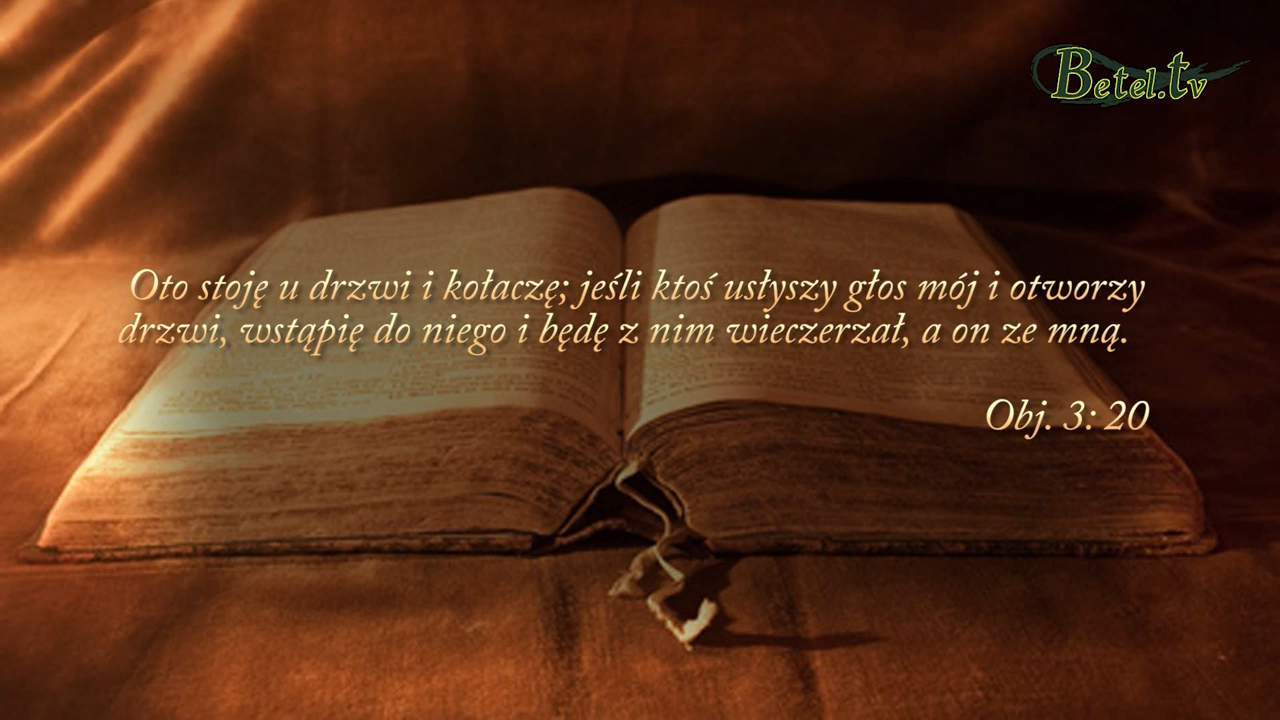 Betel.tv
Oto stoję u drzwi i kołaczę; jeśli ktoś usłyszy głos mój i otworzy
drzwi, wstąpię do niego i będę z nim wieczerzał, a on ze mną.
Obj. 3: 20